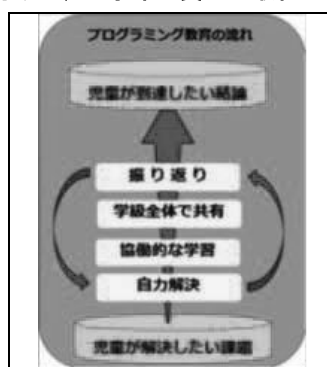 プログラミング教育の流れ
児童が到達したい結論
振り返り
学級全体で共有
協働的な学習
自力解決
児童が解決したい課題